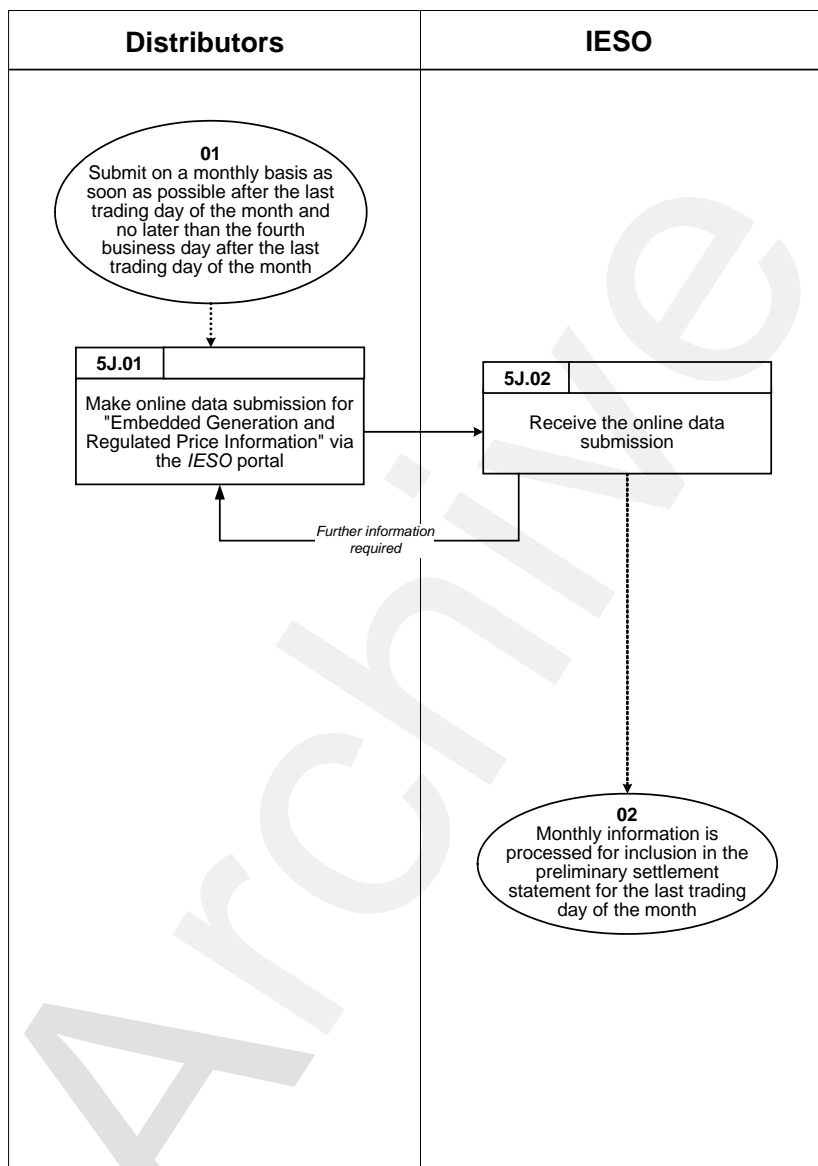 Distributors
IESO
01
Submit on a monthly basis as
soon as possible after the last
trading day of the month and
no later than the fourth
business day after the last
trading day of the month
5J.01
Make online data submission for
"Embedded Generation and
Regulated Price Information" via
the IESO portal
5J.02
Receive the online data
submission
Further information
required
02
Monthly information is
processed for inclusion in the
preliminary settlement
statement for the last trading
day of the month
Archive